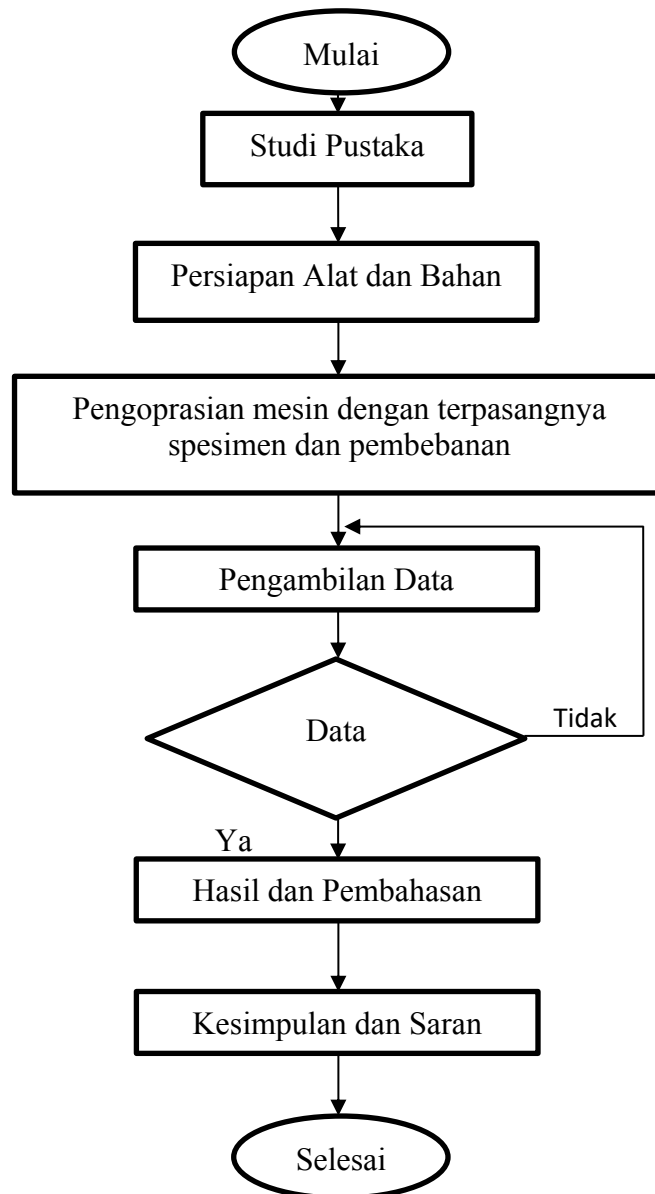 Mulai
Studi Pustaka
Persiapan Alat dan Bahan
Pengoprasian mesin dengan terpasangnya
spesimen dan pembebanan
Pengambilan Data
Data
Tidak
Ya
Hasil dan Pembahasan
Kesimpulan dan Saran
Selesai